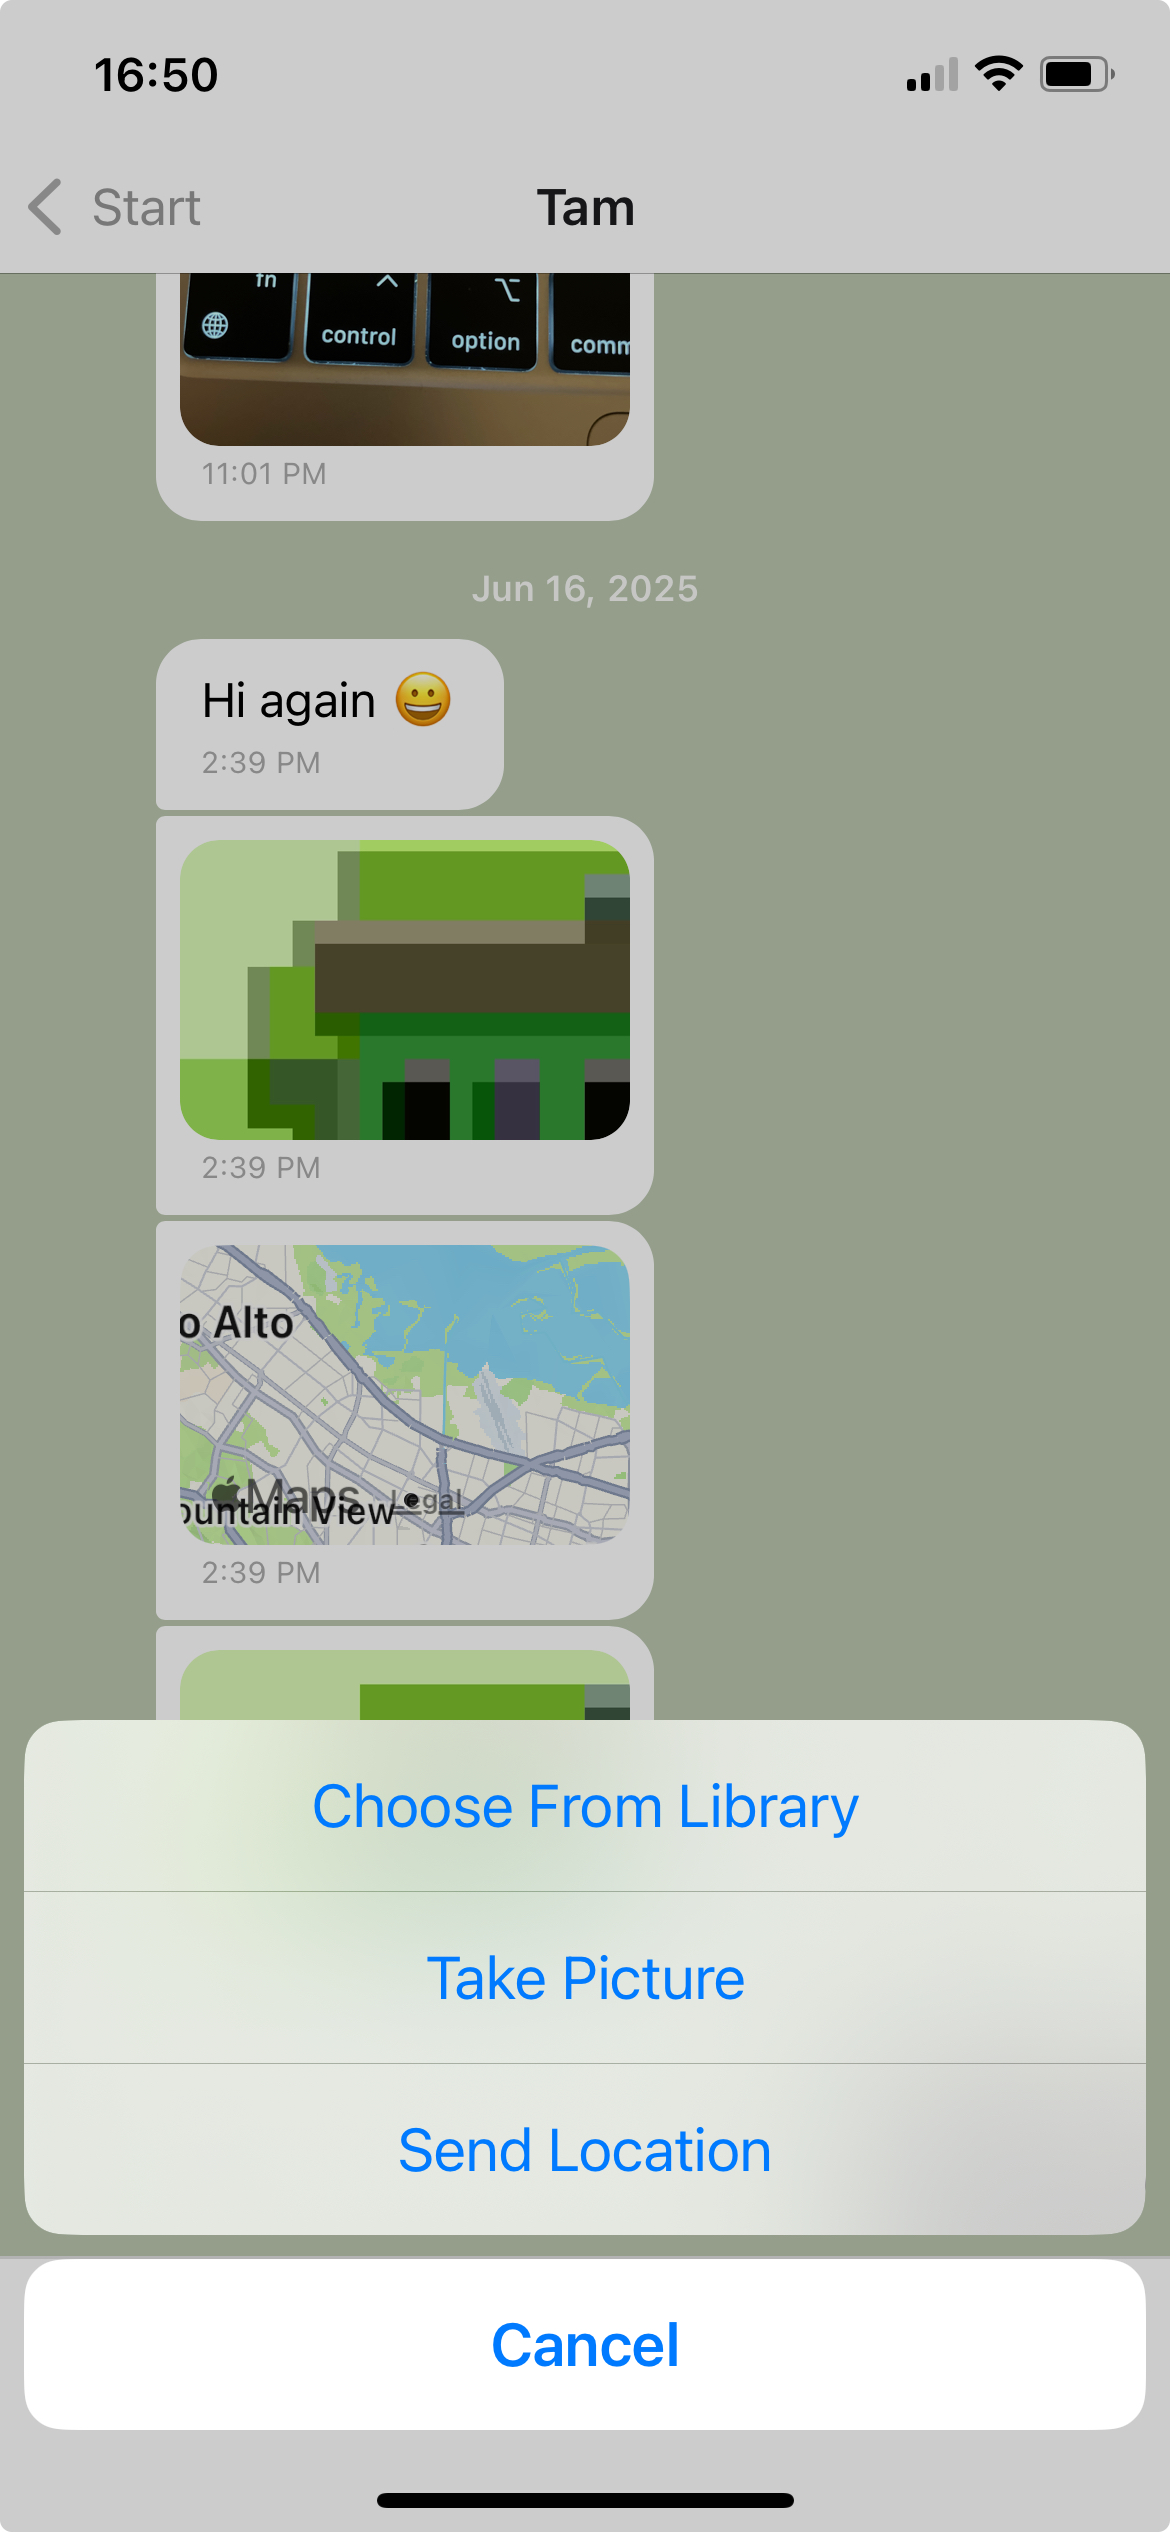 16:50
Start
Tam
fn
control
option
comm
11:01 PM
Jun 16, 2025
Hi again 😀
2:39 PM
2:39 PM
o Alto
Maps
ountain View
Legal
2:39 PM
Choose From Library
Take Picture
Send Location
Cancel